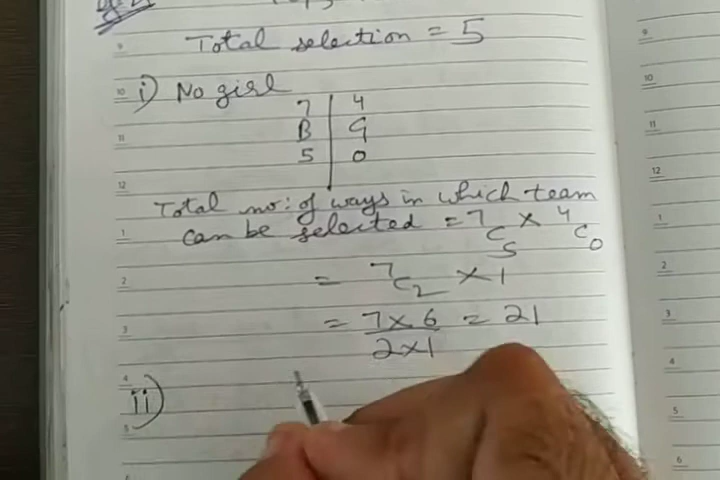 Total selection = 5
i) No girl
7 | 4
B | G
5 | 0
Total no: of ways in which team
can be selected = 7C5 × 4C0
= 7C2 × 1
= 7×6 = 21
2×1
ii)